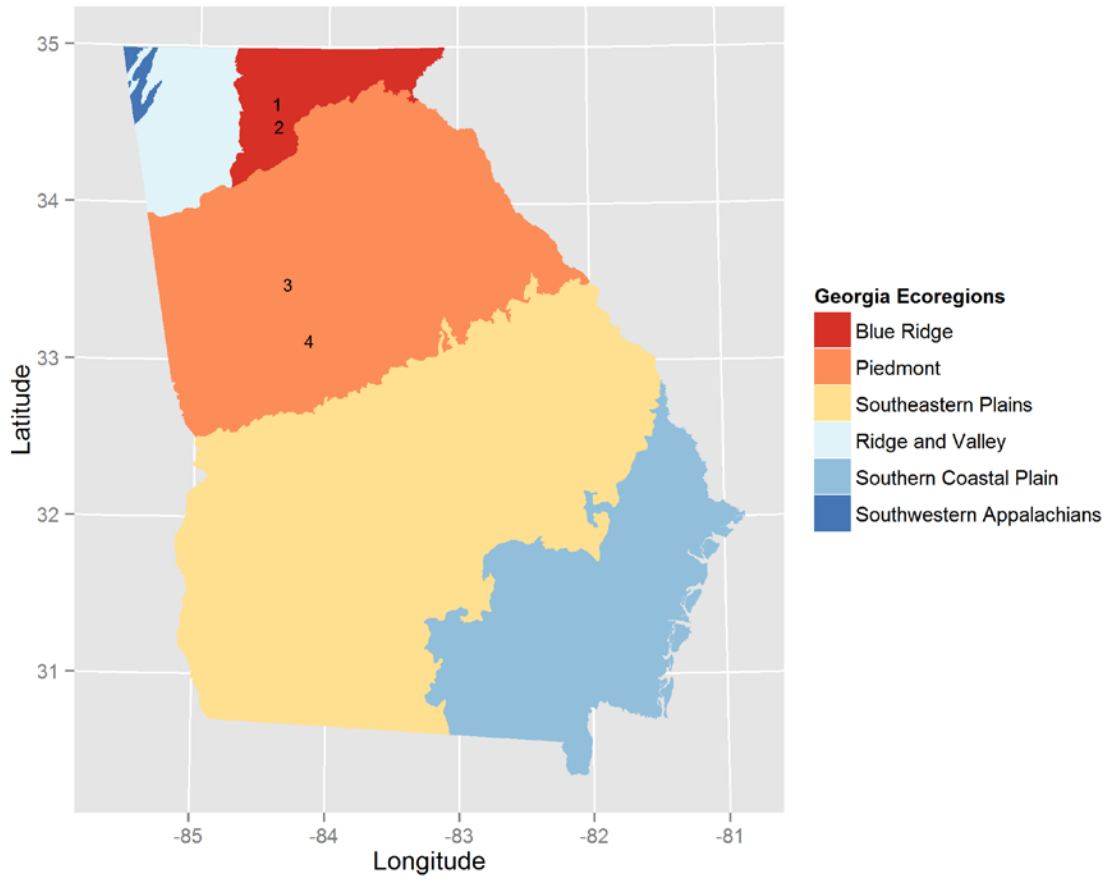 35
34
33
32
31
Latitude
1
2
3
4
-85
-84
-83
-82
-81
Longitude
Georgia Ecoregions
Blue Ridge
Piedmont
Southeastern Plains
Ridge and Valley
Southern Coastal Plain
Southwestern Appalachians